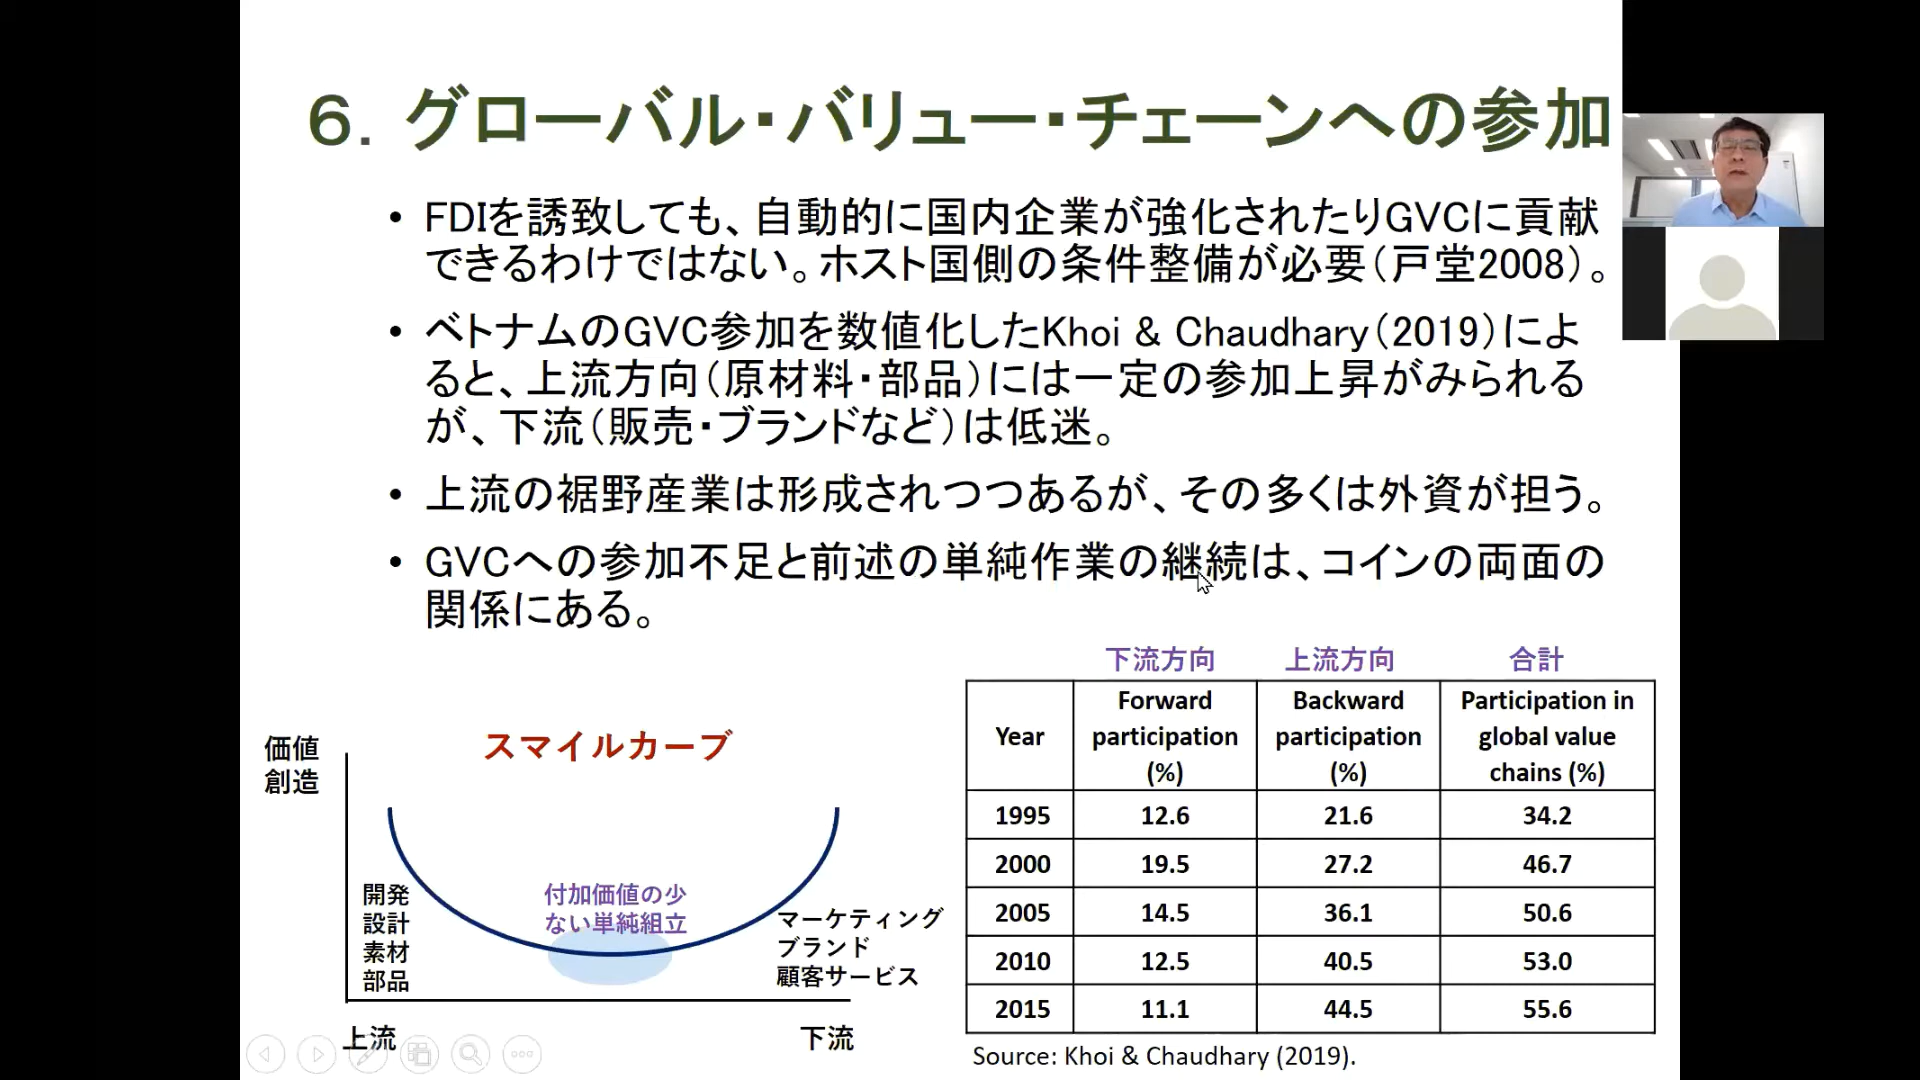 ６．グローバル・バリュー・チェーンへの参加
• FDIを誘致しても、自動的に国内企業が強化されたりGVCに貢献
できるわけではない。ホスト国側の条件整備が必要（戸堂2008）。
• ベトナムのGVC参加を数値化したKhoi & Chaudhary（2019）によ
ると、上流方向（原材料・部品）には一定の参加上昇がみられる
が、下流（販売・ブランドなど）は低迷。
• 上流の裾野産業は形成されつつあるが、その多くは外資が担う。
• GVCへの参加不足と前述の単純作業の継続は、コインの両面の
関係にある。
価値
創造
スマイルカーブ
開発
設計
素材
部品
付加価値の少
ない単純組立
マーケティング
ブランド
顧客サービス
上流
下流
下流方向 上流方向 合計
Year Forward participation (%) Backward participation (%) Participation in global value chains (%)
1995 12.6 21.6 34.2
2000 19.5 27.2 46.7
2005 14.5 36.1 50.6
2010 12.5 40.5 53.0
2015 11.1 44.5 55.6
Source: Khoi & Chaudhary (2019).